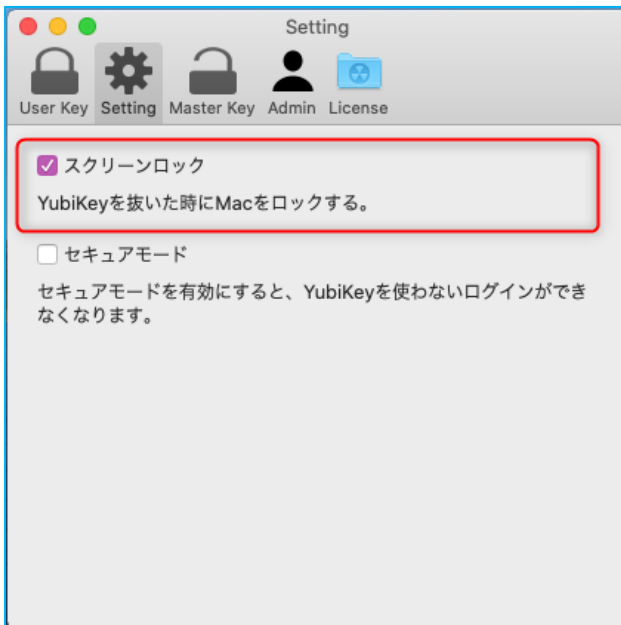 Setting
User Key Setting Master Key Admin License
スクリーンロック
YubiKeyを抜いた時にMacをロックする。
セキュアモード
セキュアモードを有効にすると、YubiKeyを使わないログインができ
なくなります。